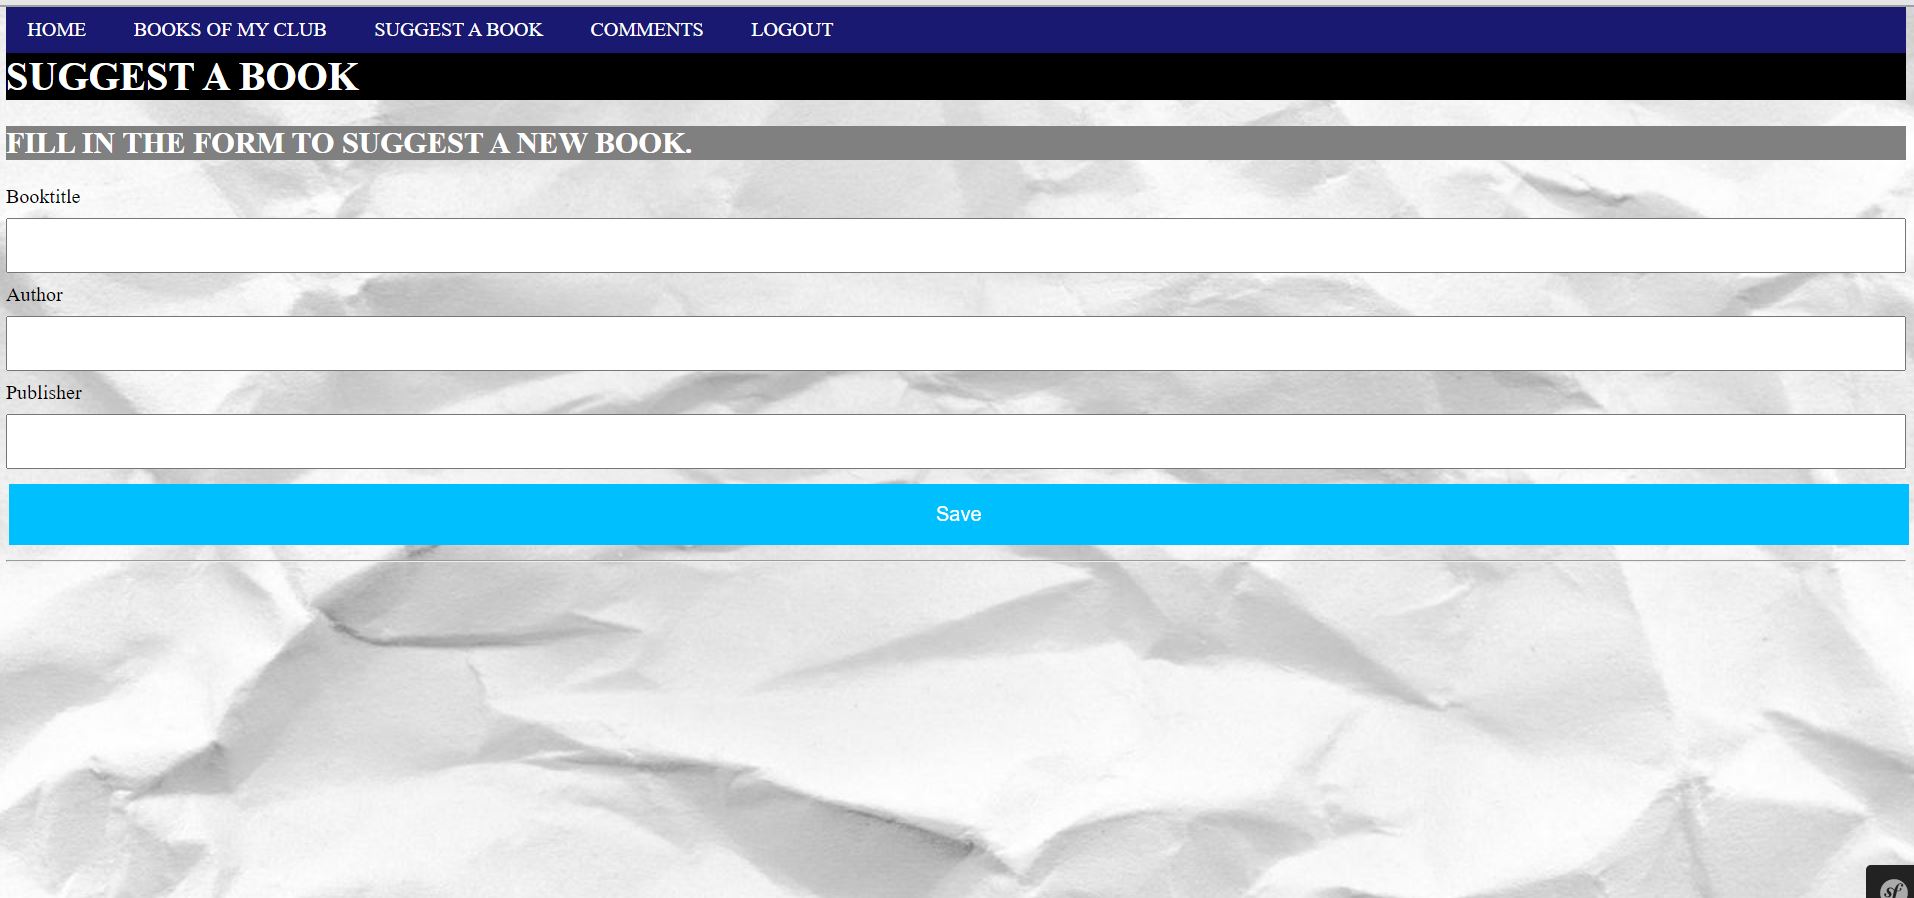 HOME BOOKS OF MY CLUB SUGGEST A BOOK COMMENTS LOGOUT
SUGGEST A BOOK
FILL IN THE FORM TO SUGGEST A NEW BOOK.
Booktitle
Author
Publisher
Save
sf